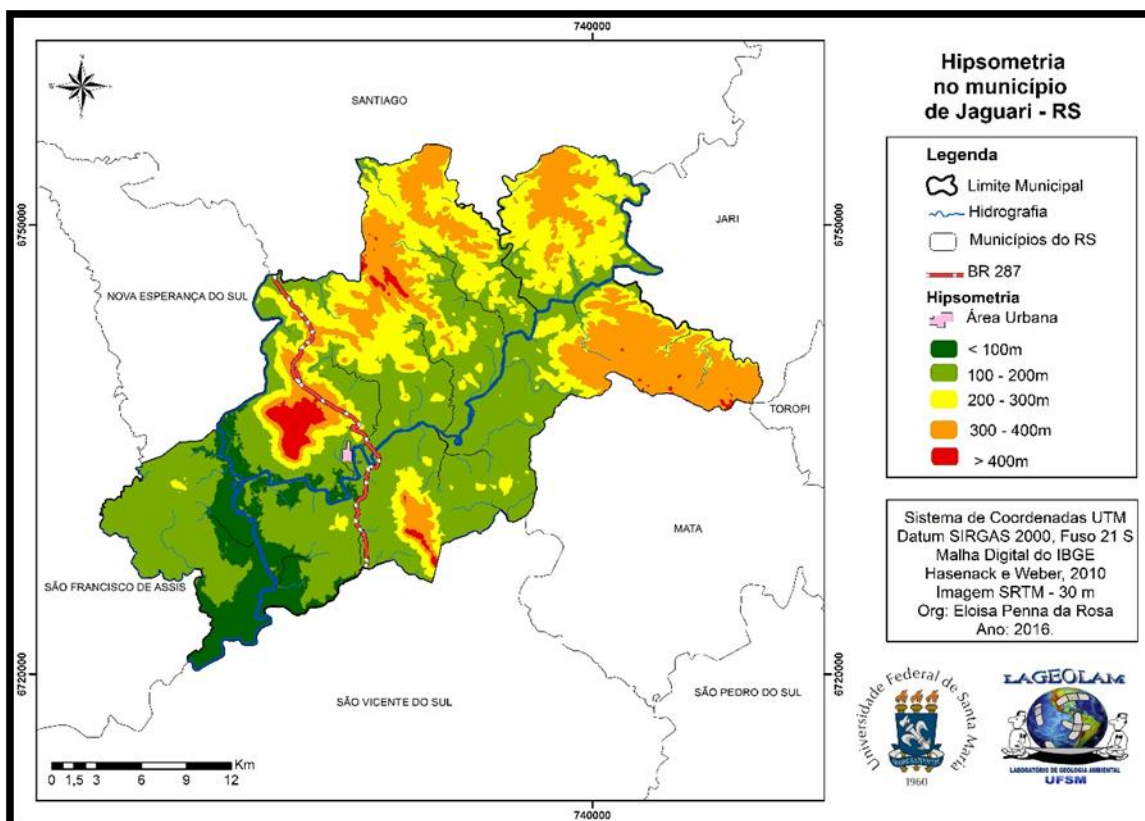 740000
Hipsometria
no município
de Jaguari - RS
N
SANTIAGO
Legenda
Limite Municipal
Hidrografia
Municípios do RS
BR 287
Hipsometria
Área Urbana
< 100m
100 - 200m
200 - 300m
300 - 400m
> 400m
JARI
6750000
6750000
NOVA ESPERANÇA DO SUL
TOROPI
MATA
SÃO FRANCISCO DE ASSIS
Sistema de Coordenadas UTM
Datum SIRGAS 2000, Fuso 21 S
Malha Digital do IBGE
Hasenack e Weber, 2010
Imagem SRTM - 30 m
Org: Eloisa Penna da Rosa
Ano: 2016.
6720000
6720000
SÃO VICENTE DO SUL
SÃO PEDRO DO SUL
Km
0 1,5 3 6 9 12
740000
Universidade Federal de Santa Maria
1960
LAGEOLAM
LABORATÓRIO DE GEOLOGIA AMBIENTAL
UFSM